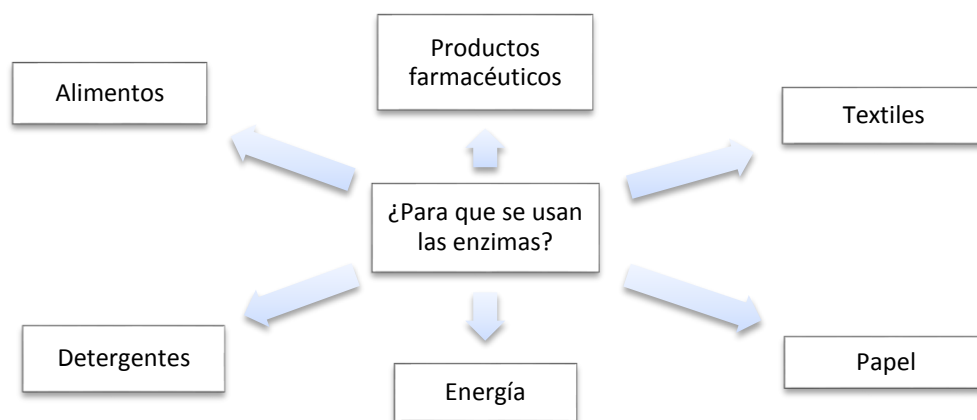 Productos
farmacéuticos
Alimentos
Textiles
¿Para que se usan
las enzimas?
Detergentes
Papel
Energía